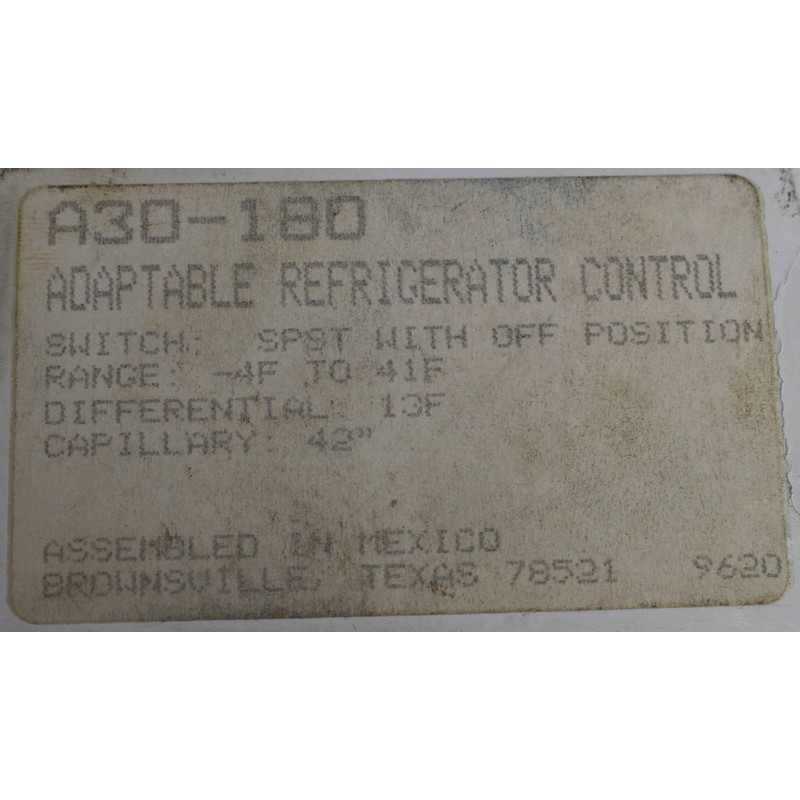 A30-180
ADAPTABLE REFRIGERATOR CONTROL
SWITCH: SPST WITH OFF POSITION
RANGE: -4F TO 41F
DIFFERENTIAL: 13F
CAPILLARY: 42"
ASSEMBLED IN MEXICO
BROWNSVILLE, TEXAS 78521 9620